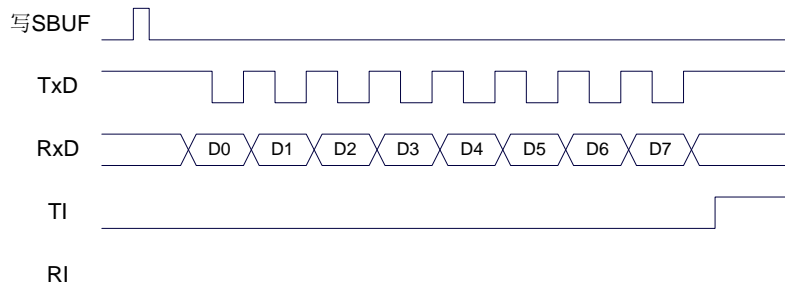 写SBUF
TxD
RxD D0 D1 D2 D3 D4 D5 D6 D7
TI
RI